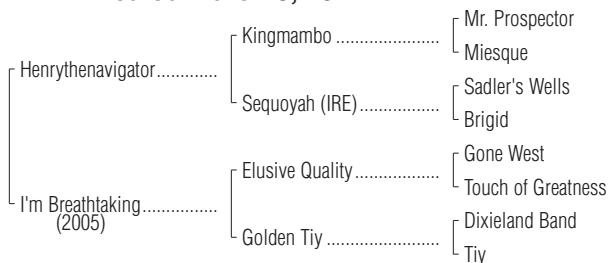 Mr. Prospector
Kingmambo ..................
Miesque
Henrythenavigator............
Sadler's Wells
Sequoyah (IRE)..................
Brigid
Gone West
Elusive Quality ..................
Touch of Greatness
I'm Breathtaking...............
(2005)
Dixieland Band
Golden Tiy ......................
Tiy